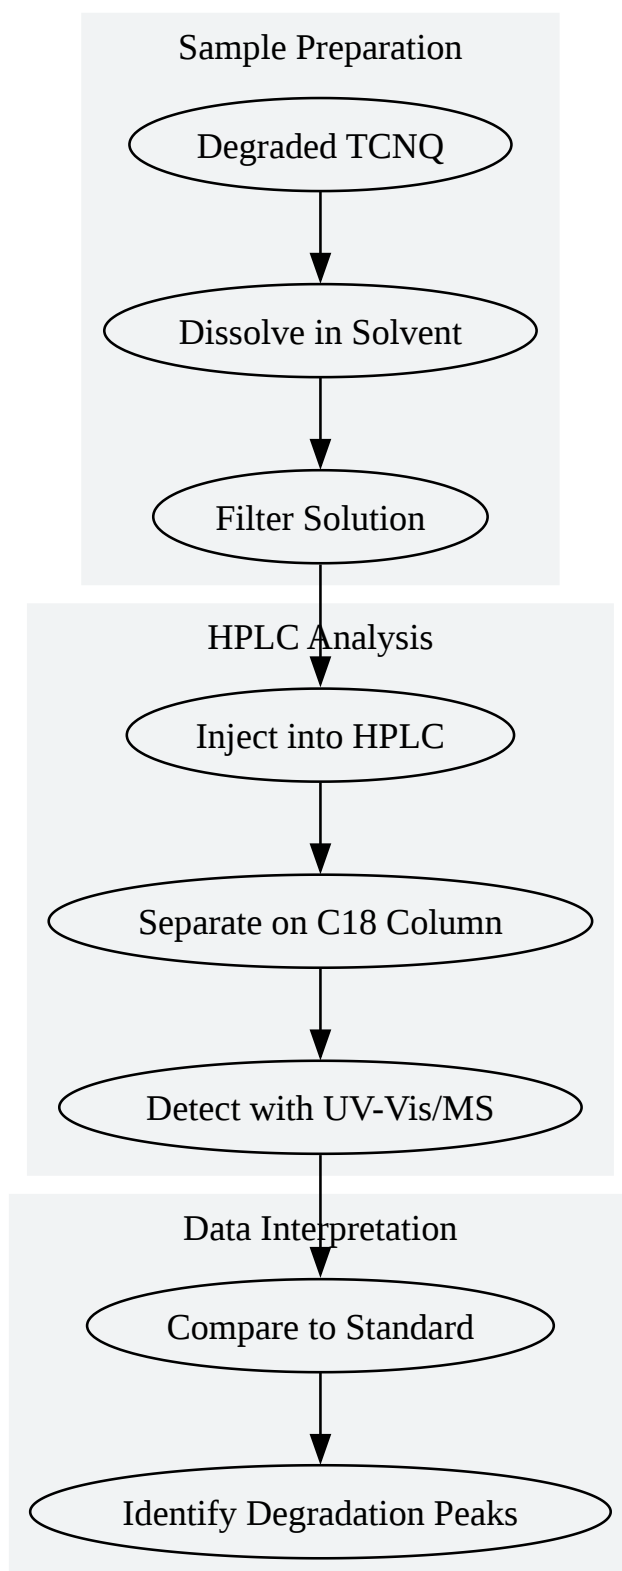 Sample Preparation
Degraded TCNQ
Dissolve in Solvent
Filter Solution
HPLC Analysis
Inject into HPLC
Separate on C18 Column
Detect with UV-Vis/MS
Data Interpretation
Compare to Standard
Identify Degradation Peaks